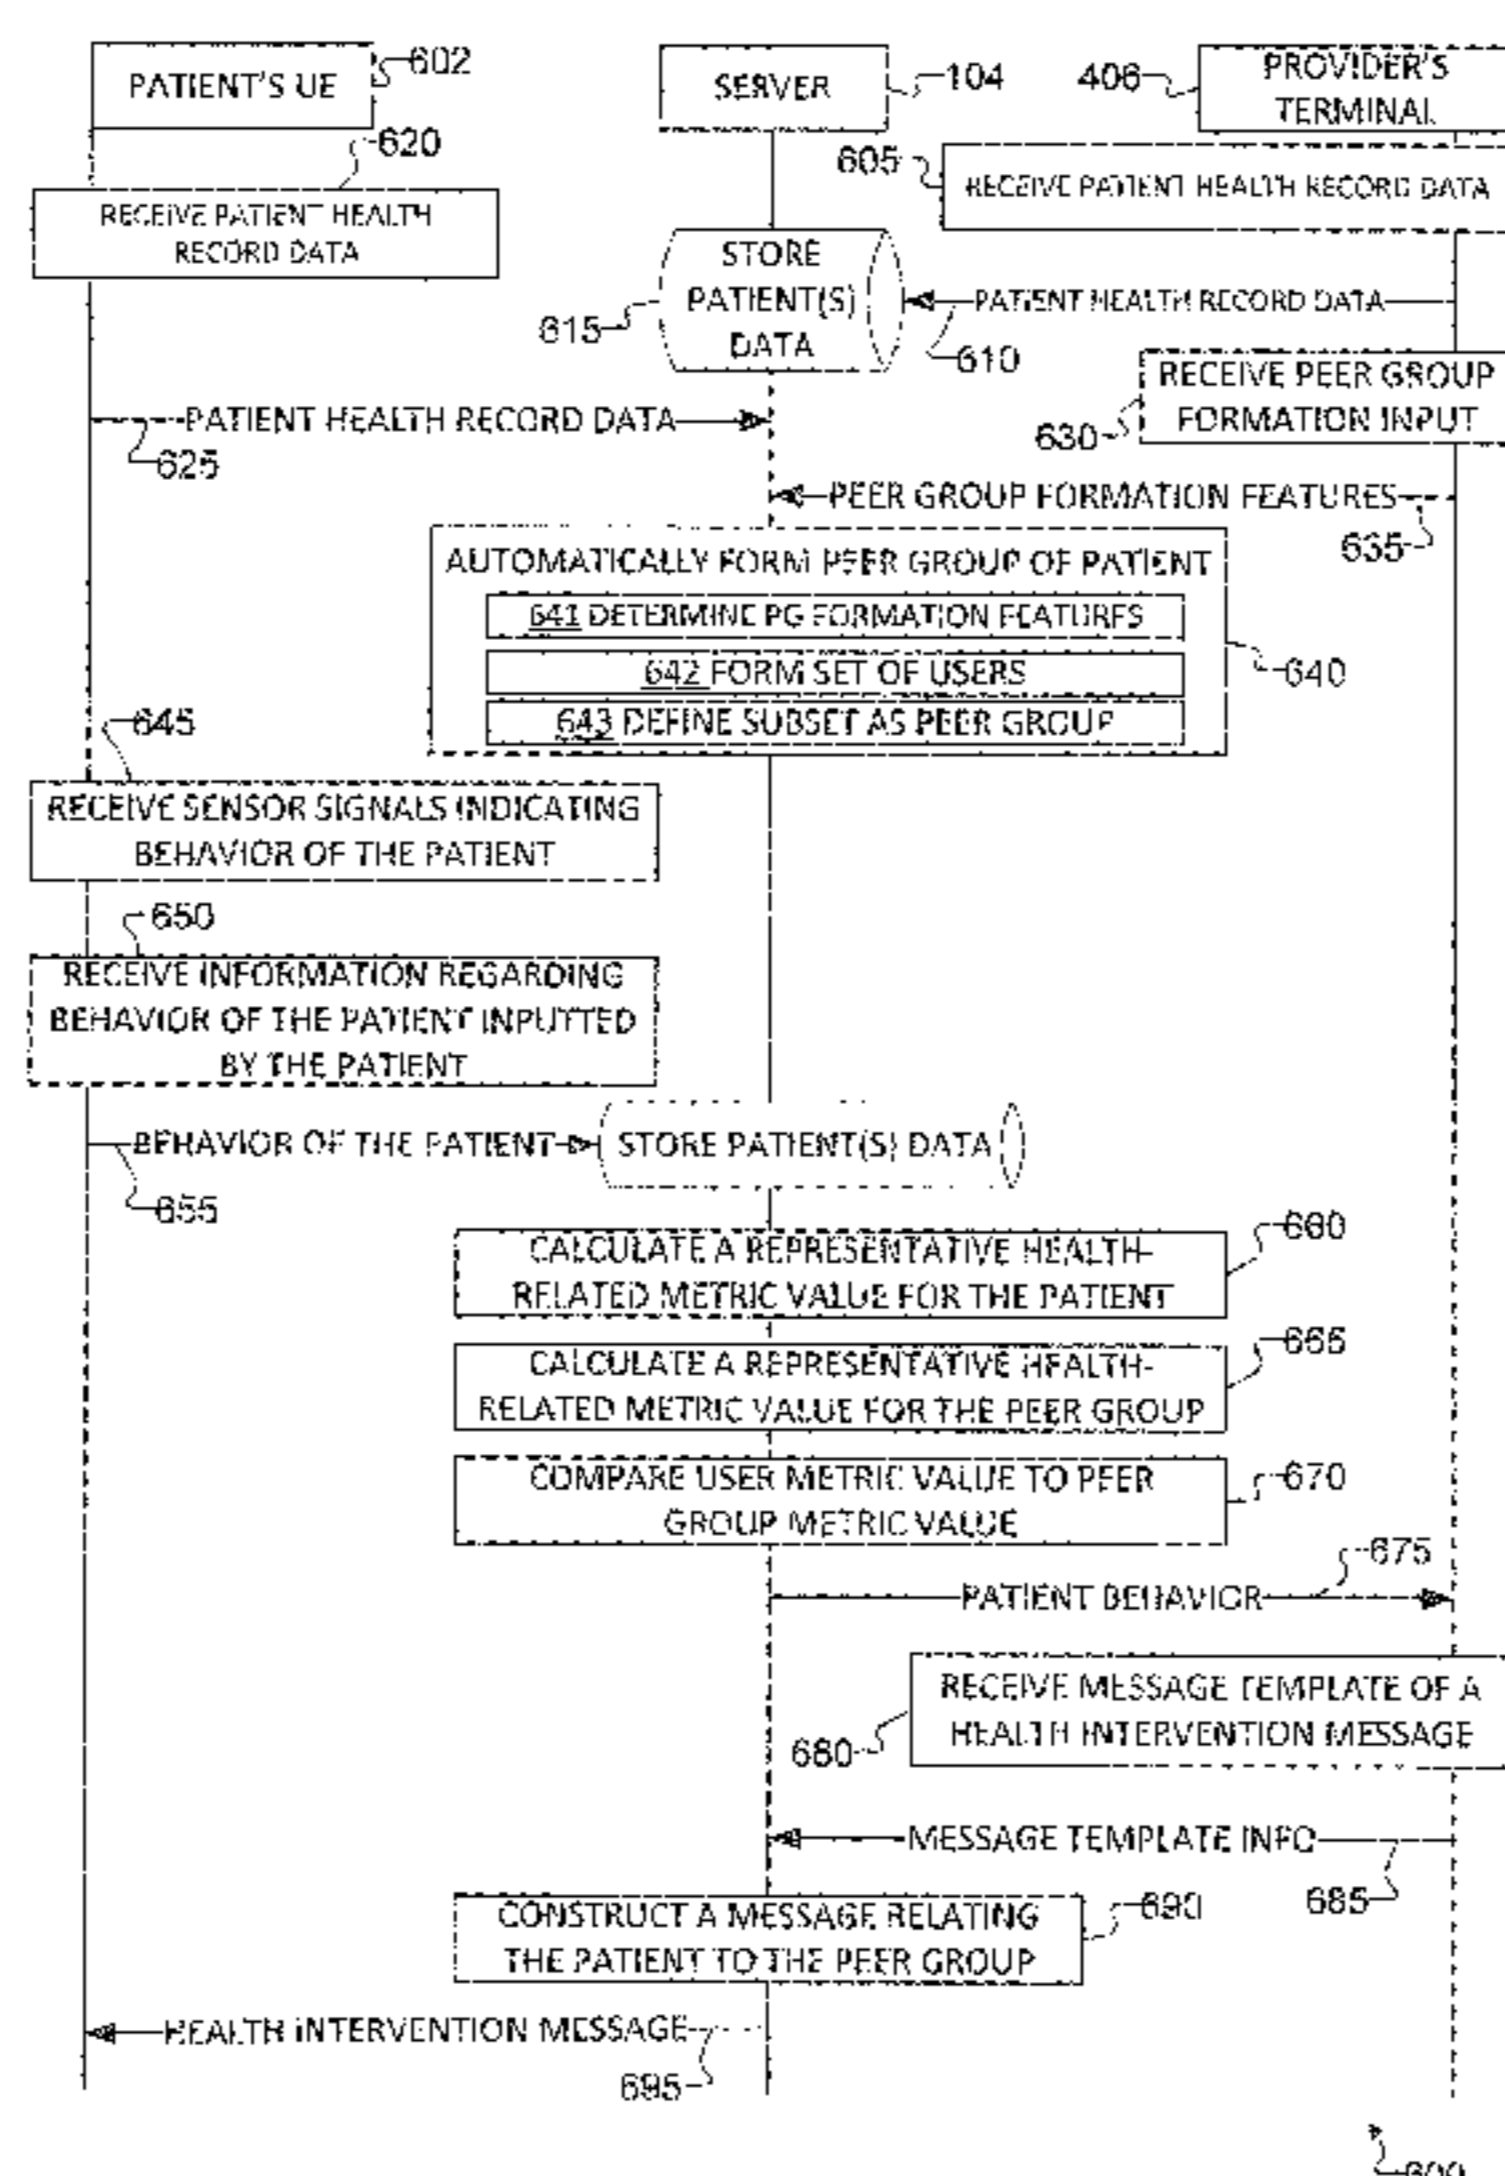 PATIENT'S UE
602
SERVER
104
406
PROVIDER'S
TERMINAL
620
605
RECEIVE PATIENT HEALTH RECORD DATA
RECEIVE PATIENT HEALTH
RECORD DATA
STORE
PATIENT(S)
DATA
615
PATIENT HEALTH RECORD DATA
610
RECEIVE PEER GROUP
FORMATION INPUT
630
PATIENT HEALTH RECORD DATA
625
PEER GROUP FORMATION FEATURES
635
AUTOMATICALLY FORM PEER GROUP OF PATIENT
641 DETERMINE PG FORMATION FEATURES
642 FORM SET OF USERS
643 DEFINE SUBSET AS PEER GROUP
640
645
RECEIVE SENSOR SIGNALS INDICATING
BEHAVIOR OF THE PATIENT
650
RECEIVE INFORMATION REGARDING
BEHAVIOR OF THE PATIENT INPUTTED
BY THE PATIENT
BEHAVIOR OF THE PATIENT
STORE PATIENT(S) DATA
655
CALCULATE A REPRESENTATIVE HEALTH-
RELATED METRIC VALUE FOR THE PATIENT
660
CALCULATE A REPRESENTATIVE HEALTH-
RELATED METRIC VALUE FOR THE PEER GROUP
665
COMPARE USER METRIC VALUE TO PEER
GROUP METRIC VALUE
670
675
PATIENT BEHAVIOR
RECEIVE MESSAGE TEMPLATE OF A
HEALTH INTERVENTION MESSAGE
680
MESSAGE TEMPLATE INFO
685
CONSTRUCT A MESSAGE RELATING
THE PATIENT TO THE PEER GROUP
690
HEALTH INTERVENTION MESSAGE
695